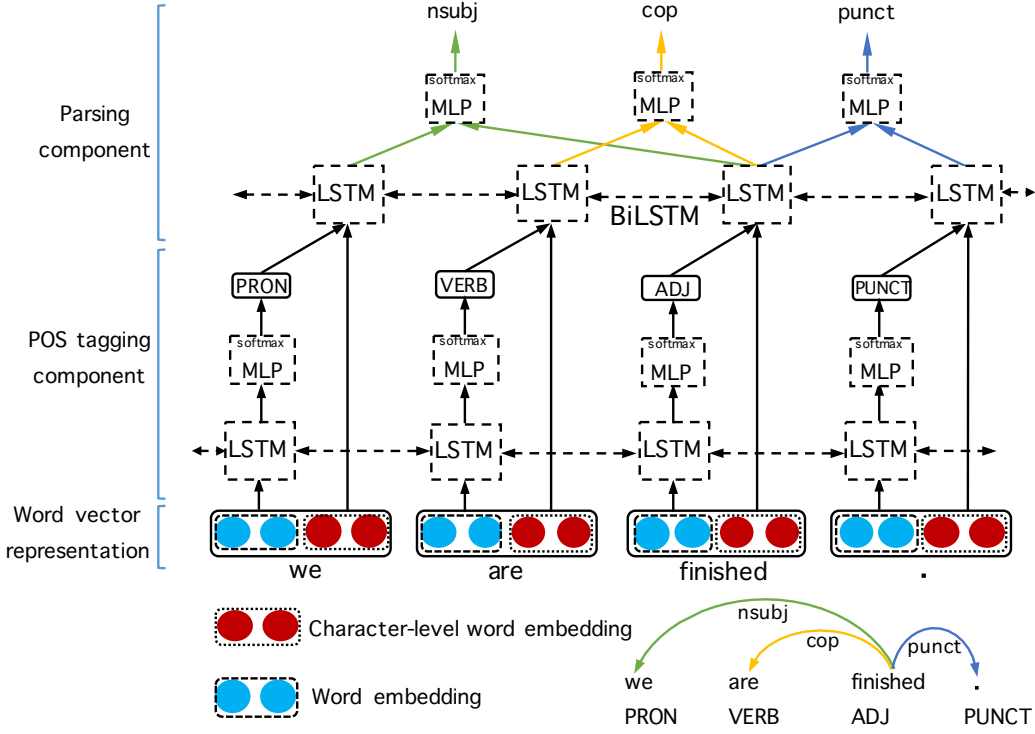 nsubj cop punct
softmax softmax softmax
MLP MLP MLP
Parsing
component
LSTM LSTM LSTM LSTM
BiLSTM
PRON VERB ADJ PUNCT
POS tagging
component
softmax softmax softmax softmax
MLP MLP MLP MLP
LSTM LSTM LSTM LSTM
Word vector
representation
we are finished .
Character-level word embedding
Word embedding
nsubj
cop punct
we are finished .
PRON VERB ADJ PUNCT